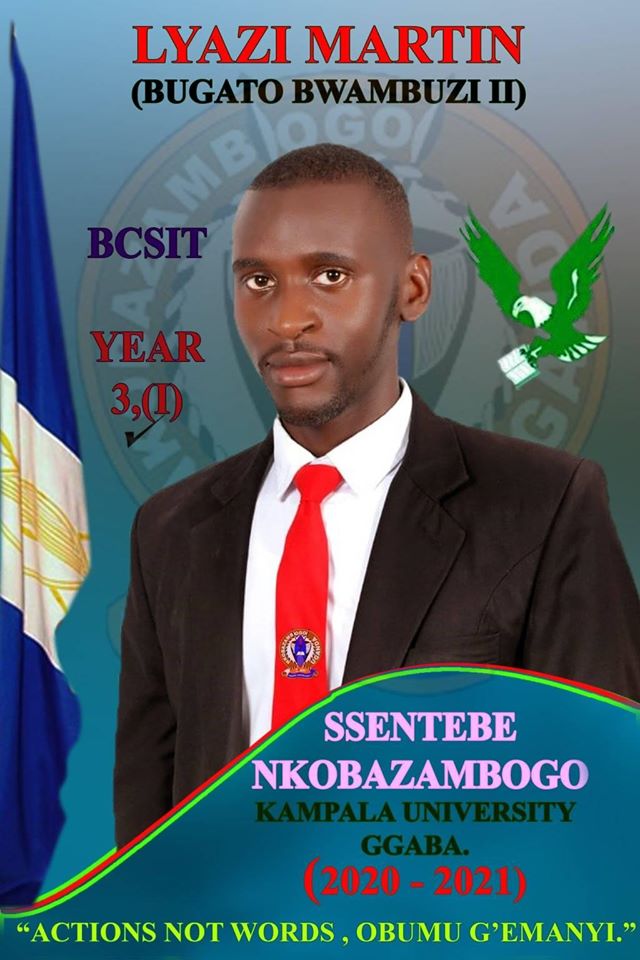 LYAZI MARTIN
(BUGATO BWAMBUZI II)
BCSIT
YEAR
3,(I)
SSENTEBE
NKOBAZAMBOGO
KAMPALA UNIVERSITY
GGABA.
(2020 - 2021)
“ACTIONS NOT WORDS , OBUMU G’EMANYI.”